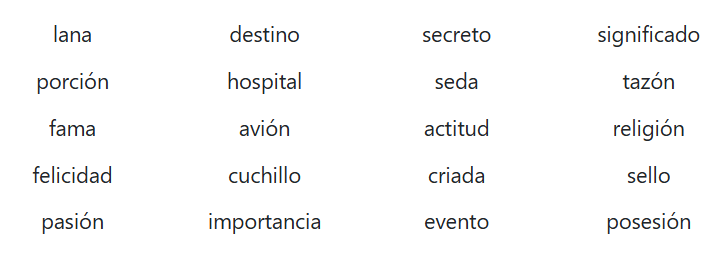 lana destino secreto significado
porción hospital seda tazón
fama avión actitud religión
felicidad cuchillo criada sello
pasión importancia evento posesión